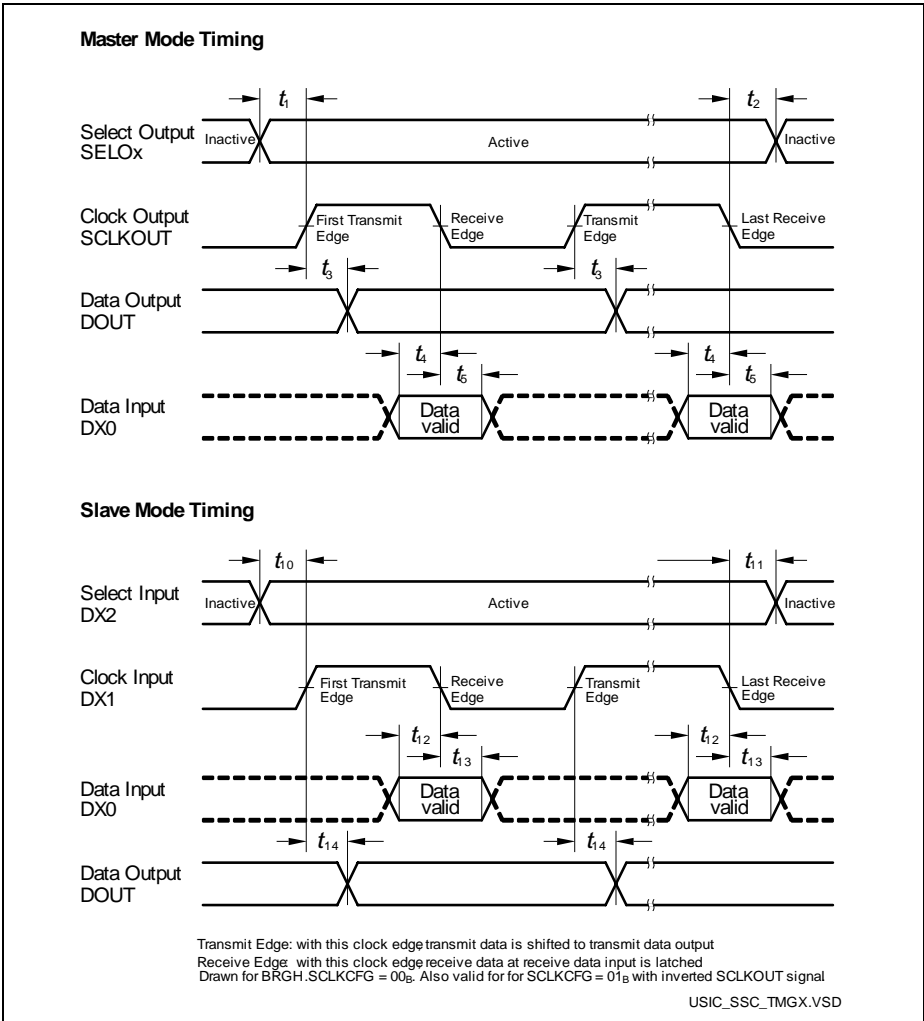 Master Mode Timing
t1
t2
Select Output
SELOx
Inactive
Active
Inactive
Clock Output
SCLKOUT
First Transmit
Edge
Receive
Edge
Transmit
Edge
Last Receive
Edge
t3
t3
Data Output
DOUT
t4
t5
t4
t5
Data Input
DX0
Data
valid
Data
valid
Slave Mode Timing
t10
t11
Select Input
DX2
Inactive
Active
Inactive
Clock Input
DX1
First Transmit
Edge
Receive
Edge
Transmit
Edge
Last Receive
Edge
t12
t13
t12
t13
Data Input
DX0
Data
valid
Data
valid
t14
t14
Data Output
DOUT
Transmit Edge: with this clock edge, transmit data is shifted to transmit data output
Receive Edge: with this clock edge, receive data at receive data input is latched
Drawn for BRGH.SCLKCFG = 00B. Also valid for for SCLKCFG = 01B with inverted SCLKOUT signal.
USIC_SSC_TMGX.VSD